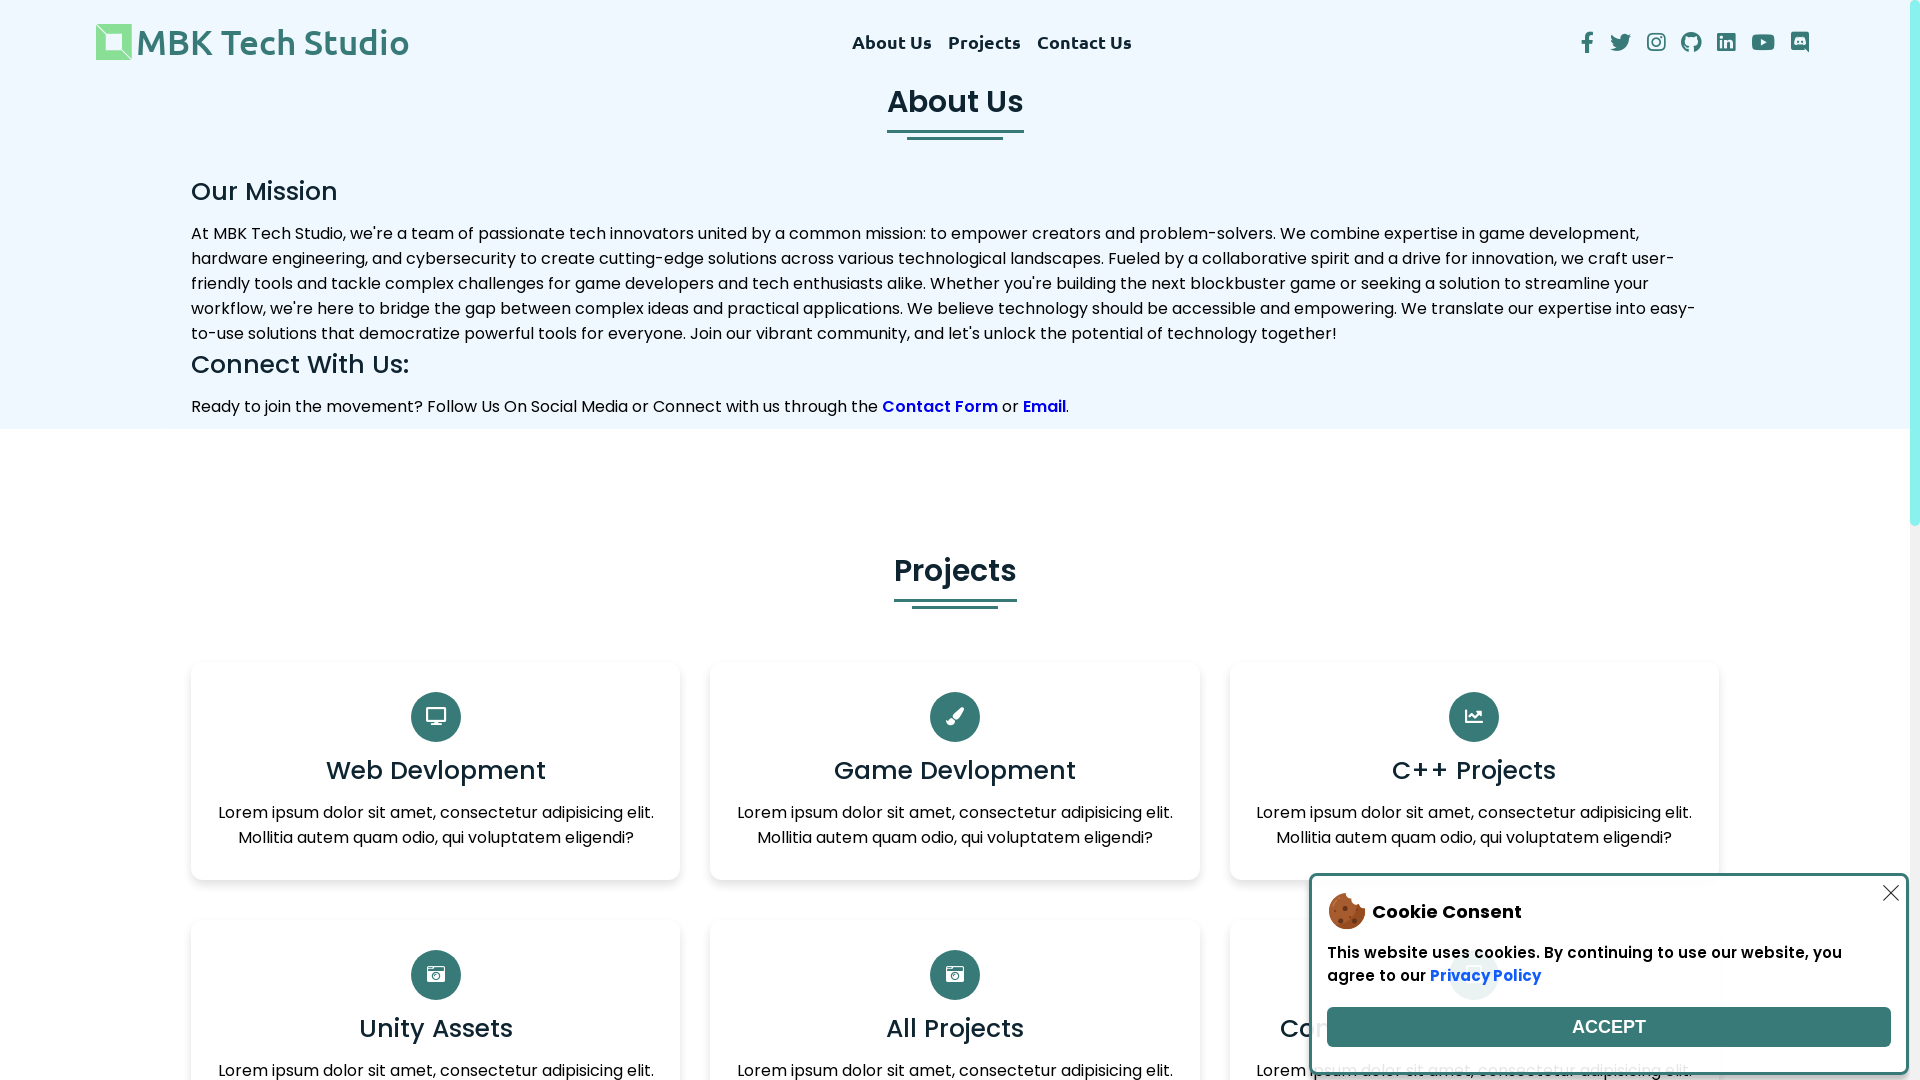 MBK Tech Studio
About Us Projects Contact Us
About Us
Our Mission
At MBK Tech Studio, we're a team of passionate tech innovators united by a common mission: to empower creators and problem-solvers. We combine expertise in game development,
hardware engineering, and cybersecurity to create cutting-edge solutions across various technological landscapes. Fueled by a collaborative spirit and a drive for innovation, we craft user-
friendly tools and tackle complex challenges for game developers and tech enthusiasts alike. Whether you're building the next blockbuster game or seeking a solution to streamline your
workflow, we're here to bridge the gap between complex ideas and practical applications. We believe technology should be accessible and empowering. We translate our expertise into easy-
to-use solutions that democratize powerful tools for everyone. Join our vibrant community, and let's unlock the potential of technology together!
Connect With Us:
Ready to join the movement? Follow Us On Social Media or Connect with us through the Contact Form or Email.
Projects
Web Devlopment
Lorem ipsum dolor sit amet, consectetur adipisicing elit.
Mollitia autem quam odio, qui voluptatem eligendi?
Game Devlopment
Lorem ipsum dolor sit amet, consectetur adipisicing elit.
Mollitia autem quam odio, qui voluptatem eligendi?
C++ Projects
Lorem ipsum dolor sit amet, consectetur adipisicing elit.
Mollitia autem quam odio, qui voluptatem eligendi?
Unity Assets
Lorem ipsum dolor sit amet, consectetur adipisicing elit.
All Projects
Lorem ipsum dolor sit amet, consectetur adipisicing elit.
Lorem ipsum dolor sit amet, consectetur adipisicing elit.
Cookie Consent
This website uses cookies. By continuing to use our website, you
agree to our Privacy Policy
ACCEPT